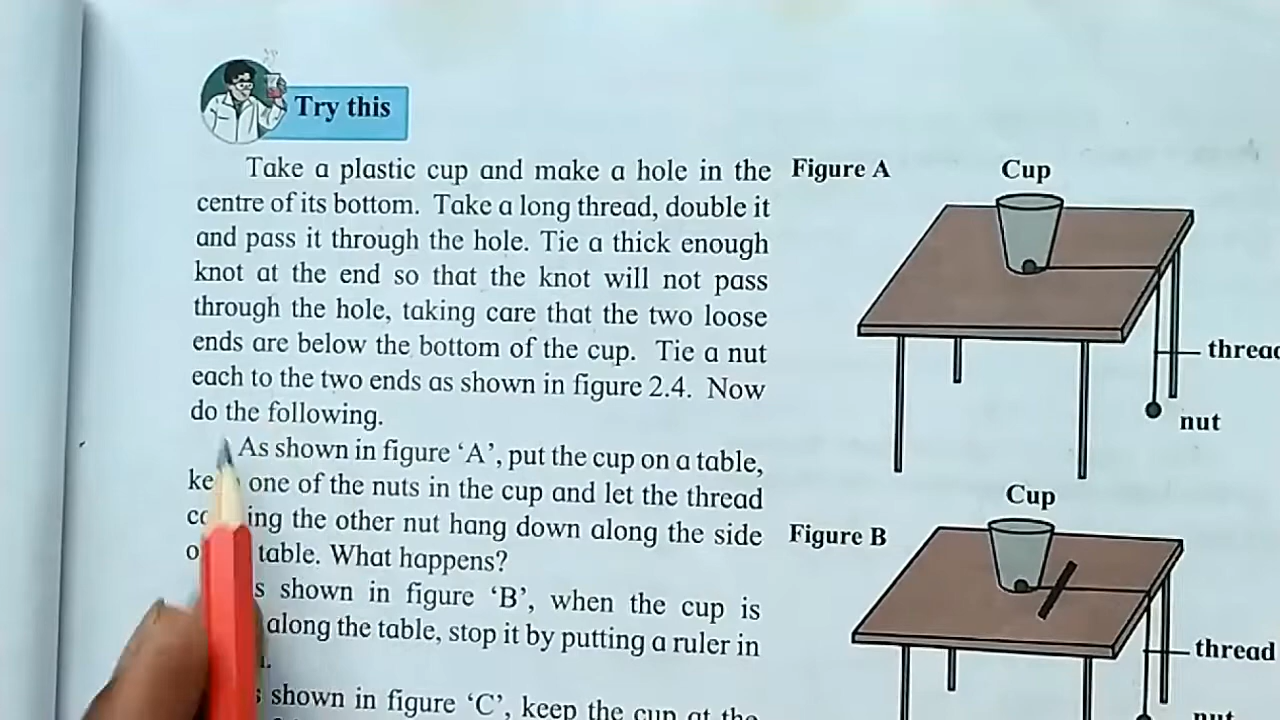 Try this
Take a plastic cup and make a hole in the
centre of its bottom. Take a long thread, double it
and pass it through the hole. Tie a thick enough
knot at the end so that the knot will not pass
through the hole, taking care that the two loose
ends are below the bottom of the cup. Tie a nut
each to the two ends as shown in figure 2.4. Now
do the following.
As shown in figure ‘A’, put the cup on a table,
one of the nuts in the cup and let the thread
the other nut hang down along the side
table. What happens?
shown in figure ‘B’, when the cup is
along the table, stop it by putting a ruler in
shown in figure ‘C’, keep the cup at the
Figure A
Cup
thread
nut
Figure B
Cup
thread
nut